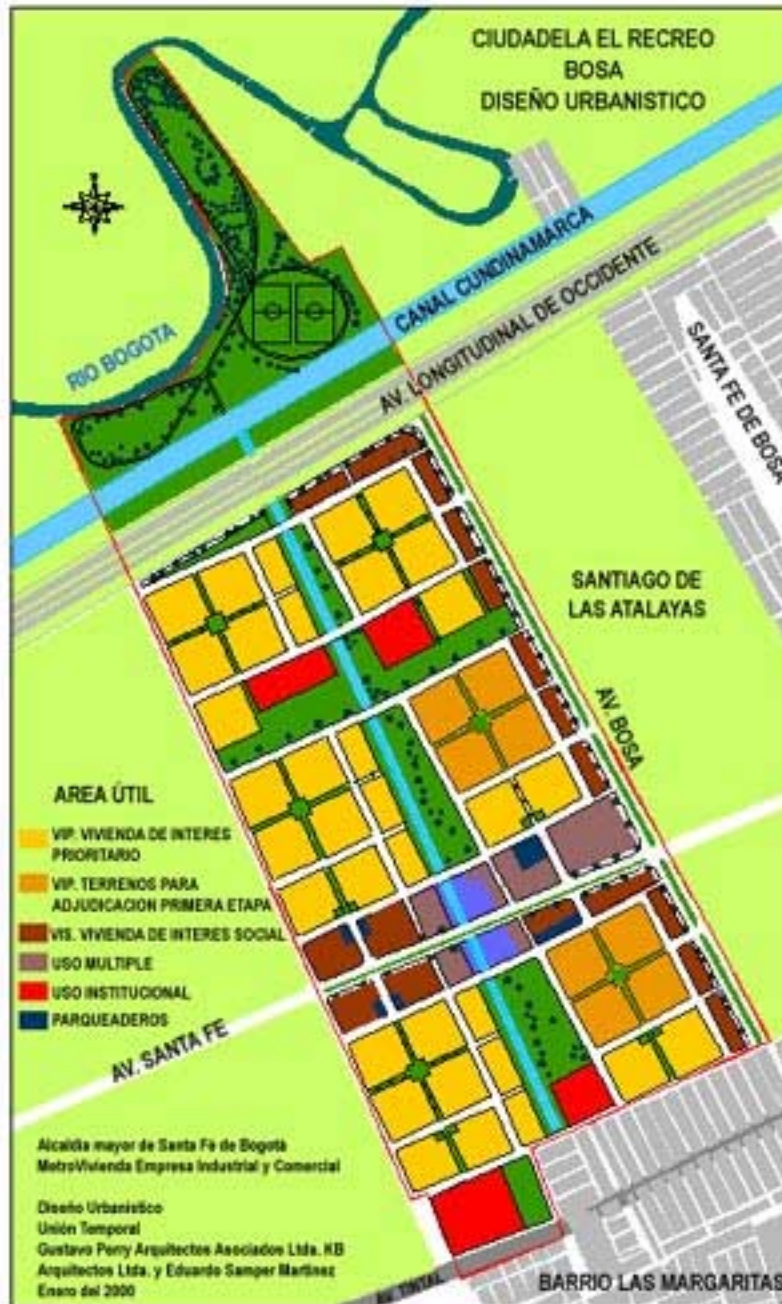 CIUDADELA EL RECREO
BOSA
DISEÑO URBANISTICO
CANAL CUNDINAMARCA
AV. LONGITUDINAL DE OCCIDENTE
RIO BOGOTA
SANTA FE DE BOSA
SANTIAGO DE
LAS ATALAYAS
AV. BOSA
AREA ÚTIL
VIP. VIVIENDA DE INTERES
PRIORITARIO
VIP. TERRENOS PARA
ADJUDICACION PRIMERA ETAPA
VIS. VIVIENDA DE INTERES SOCIAL
USO MULTIPLE
USO INSTITUCIONAL
PARQUEADEROS
AV. SANTA FE
Alcaldia mayor de Santa Fè de Bogotà
MetroVivienda Empresa Industrial y Comercial
Diseño Urbanistico
Unión Temporal
Gustavo Perry Arquitectos Asociados Ltda. KB
Arquitectos Ltda. y Eduardo Samper Martinez
Enero del 2000
AV. TINTAL
BARRIO LAS MARGARITAS